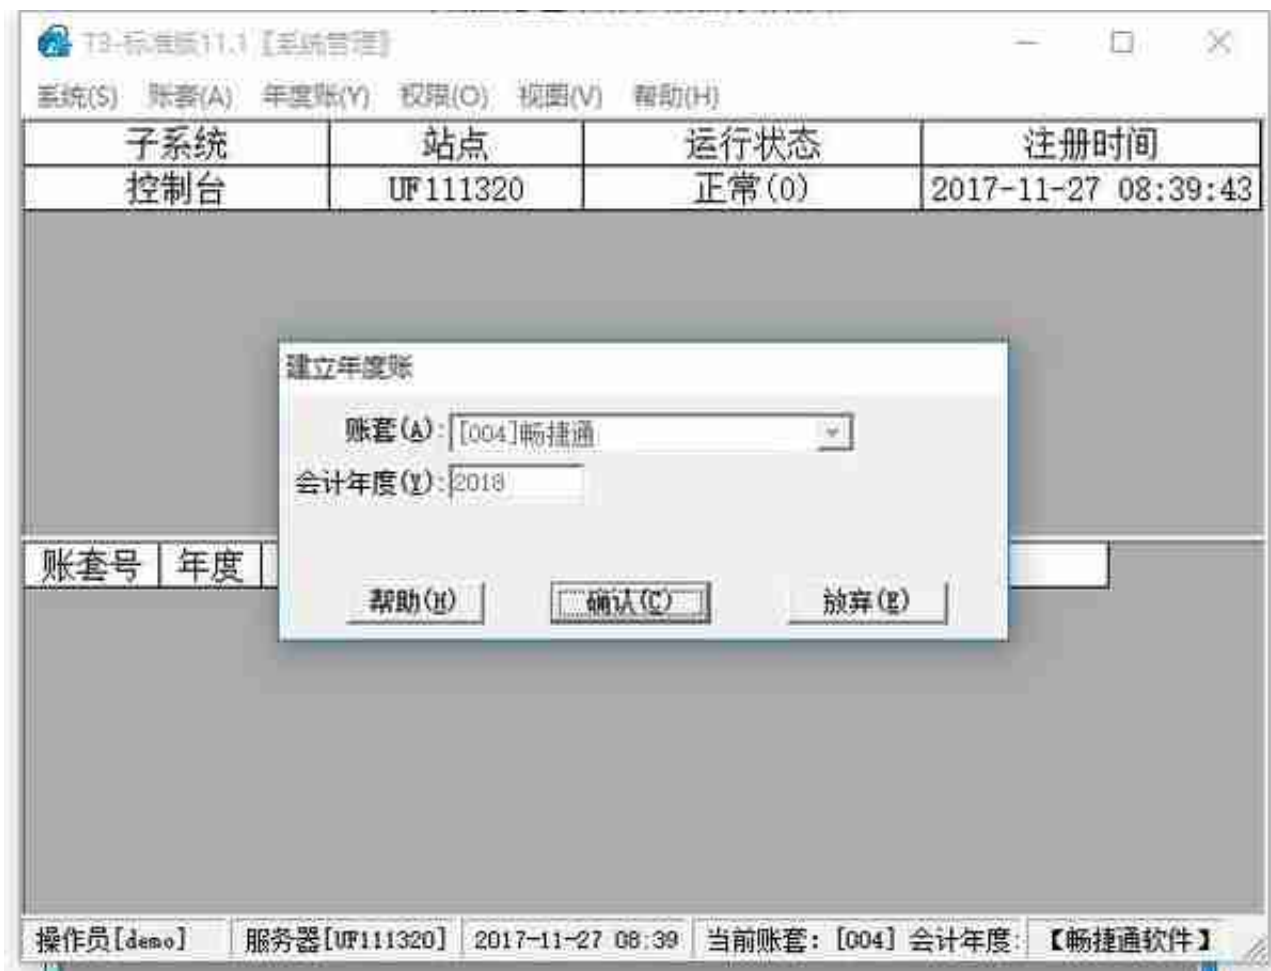 T3-标准版11.1〖系统管理〗
系统(S) 账套(A) 年度账(Y) 权限(O) 视图(V) 帮助(H)
子系统 站点 运行状态 注册时间
控制台 UF111320 正常(0) 2017-11-27 08:39:43
建立年度账
账套(A): [004]畅捷通
会计年度(Y): 2018
账套号 年度
帮助(H) 确认(C) 放弃(E)
操作员[demo] 服务器[UF111320] 2017-11-27 08:39 当前账套: [004] 会计年度: 【畅捷通软件】